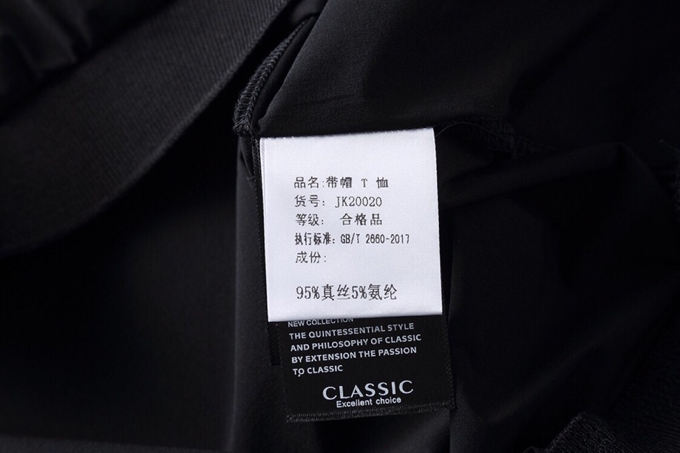 品名:带帽 T 恤
货号: JK20020
等级: 合格品
执行标准: GB/T 2660-2017
成份:
95%真丝5%氨纶
NEW COLLECTION
THE QUINTESSENTIAL STYLE
AND PHILOSOPHY OF CLASSIC
BY EXTENSION THE PASSION
TO CLASSIC
CLASSIC
Excellent choice